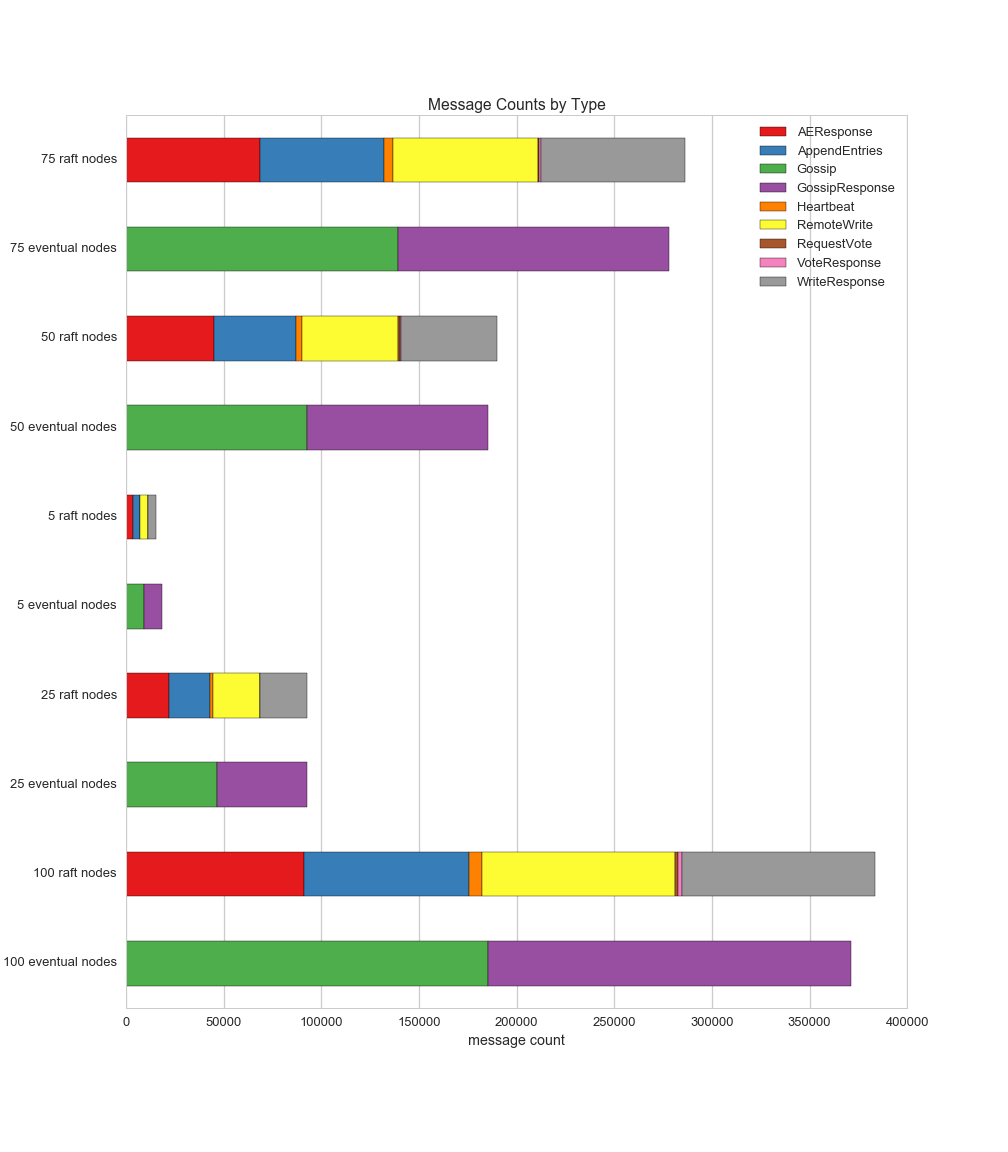 Message Counts by Type
75 raft nodes
75 eventual nodes
50 raft nodes
50 eventual nodes
5 raft nodes
5 eventual nodes
25 raft nodes
25 eventual nodes
100 raft nodes
100 eventual nodes
AEResponse
AppendEntries
Gossip
GossipResponse
Heartbeat
RemoteWrite
RequestVote
VoteResponse
WriteResponse
0 50000 100000 150000 200000 250000 300000 350000 400000
message count